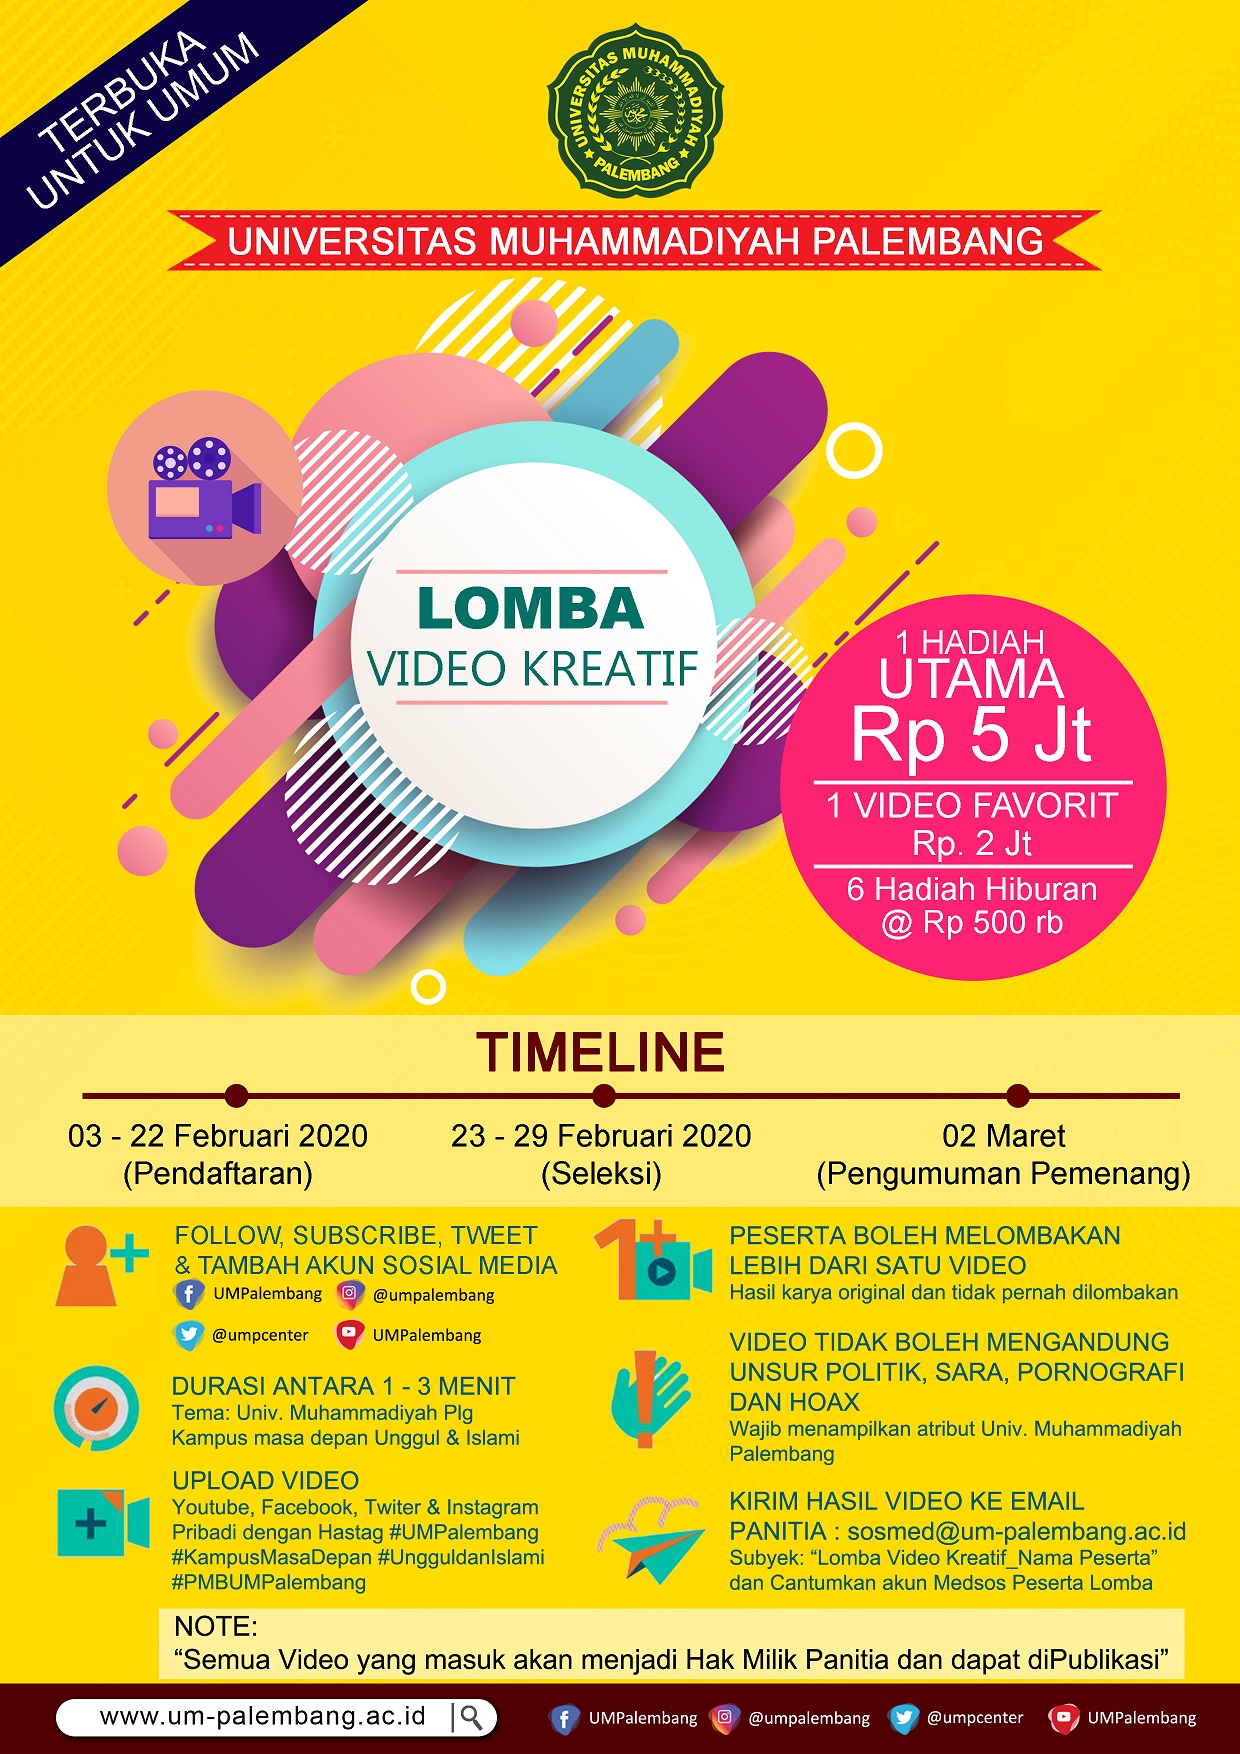 TERBUKA
UNTUK UMUM
UNIVERSITAS MUHAMMADIYAH
PALEMBANG
UNIVERSITAS MUHAMMADIYAH PALEMBANG
LOMBA
VIDEO KREATIF
1 HADIAH
UTAMA
Rp 5 Jt
1 VIDEO FAVORIT
Rp. 2 Jt
6 Hadiah Hiburan
@ Rp 500 rb
TIMELINE
03 - 22 Februari 2020
(Pendaftaran)
23 - 29 Februari 2020
(Seleksi)
02 Maret
(Pengumuman Pemenang)
FOLLOW, SUBSCRIBE, TWEET
& TAMBAH AKUN SOSIAL MEDIA
UMPalembang @umpalembang
@umpcenter UMPalembang
DURASI ANTARA 1 - 3 MENIT
Tema: Univ. Muhammadiyah Plg
Kampus masa depan Unggul & Islami
UPLOAD VIDEO
Youtube, Facebook, Twiter & Instagram
Pribadi dengan Hastag #UMPalembang
#KampusMasaDepan #UngguldanIslami
#PMBUMPalembang
1+
PESERTA BOLEH MELOMBAKAN
LEBIH DARI SATU VIDEO
Hasil karya original dan tidak pernah dilombakan
VIDEO TIDAK BOLEH MENGANDUNG
UNSUR POLITIK, SARA, PORNOGRAFI
DAN HOAX
Wajib menampilkan atribut Univ. Muhammadiyah
Palembang
KIRIM HASIL VIDEO KE EMAIL
PANITIA : sosmed@um-palembang.ac.id
Subyek: “Lomba Video Kreatif_Nama Peserta”
dan Cantumkan akun Medsos Peserta Lomba
NOTE:
“Semua Video yang masuk akan menjadi Hak Milik Panitia dan dapat diPublikasi”
www.um-palembang.ac.id
UMPalembang @umpalembang @umpcenter UMPalembang